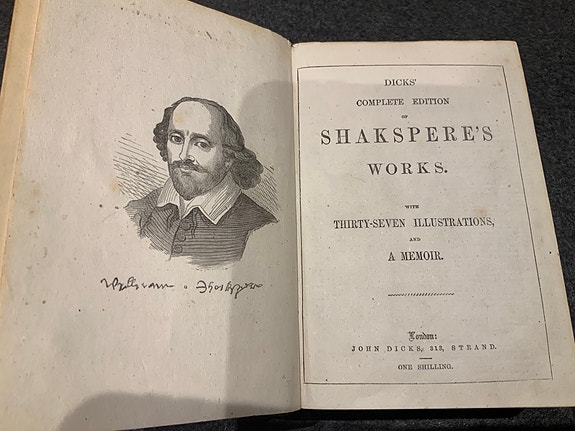 William Shakspere
DICKS'
COMPLETE EDITION
OF
SHAKSPERE'S
WORKS.
WITH
THIRTY-SEVEN ILLUSTRATIONS,
AND
A MEMOIR.
London:
JOHN DICKS, 313, STRAND.
ONE SHILLING.